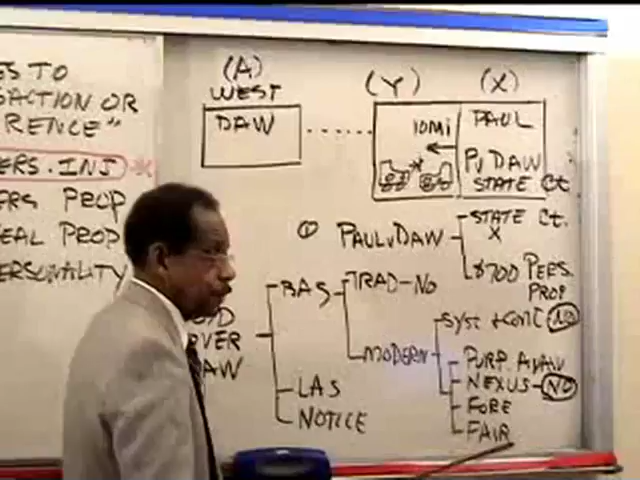 ES TO
SACTION OR
RENCE"
ERS. INJ *
ERS PROP
EAL PROP
ERSONALITY
(A)
WEST
DAW
(Y)
(X)
10MI
PAUL
P V DAW
STATE Ct
① PAUL V DAW
STATE Ct.
X
$700 PERS.
PROP
VER
AW
BAS
TRAD-NO
MODERN
SYST + CONT NO
PURP. AVAIL
NEXUS-NO
FORE
FAIR
LAS
NOTICE